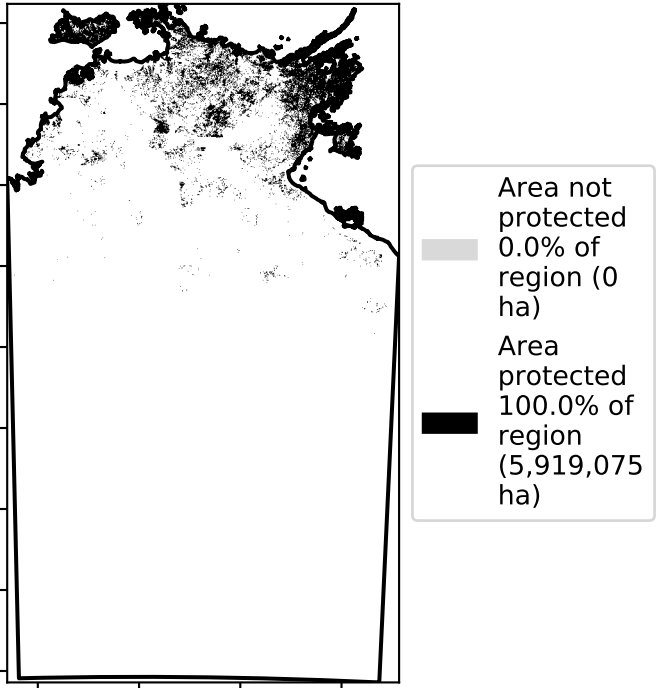 Area not
protected
0.0% of
region (0
ha)
Area
protected
100.0% of
region
(5,919,075
ha)